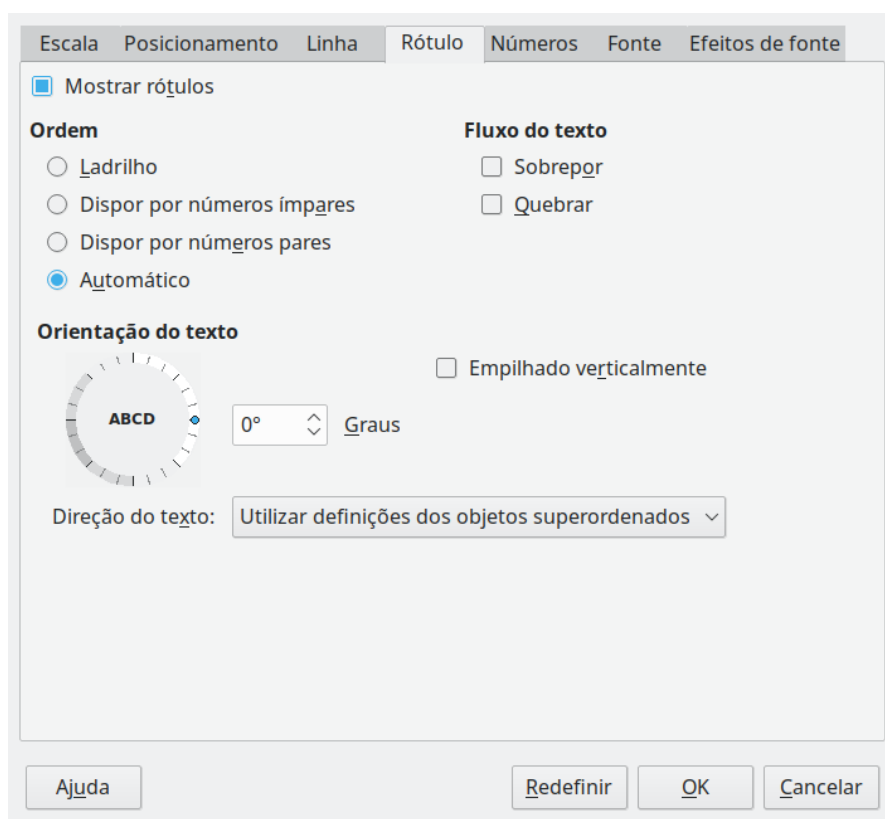 Escala Posicionamento Linha Rótulo Números Fonte Efeitos de fonte
Mostrar rótulos
Ordem
Ladrilho
Dispor por números ímpares
Dispor por números pares
Automático
Fluxo do texto
Sobrepor
Quebrar
Orientação do texto
ABCD
0° Graus
Empilhado verticalmente
Direção do texto: Utilizar definições dos objetos superordenados
Ajuda Redefinir OK Cancelar